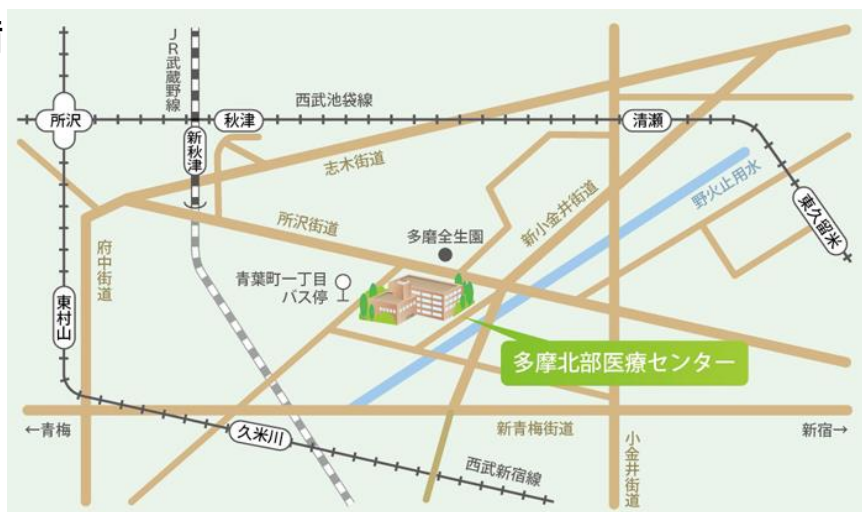 JR武蔵野線
所沢
新秋津
秋津
西武池袋線
清瀬
志木街道
新小金井街道
野火止用水
東久留米
府中街道
所沢街道
多磨全生園
青葉町一丁目
バス停
東村山
多摩北部医療センター
←青梅
久米川
新青梅街道
新宿→
西武新宿線
小金井街道